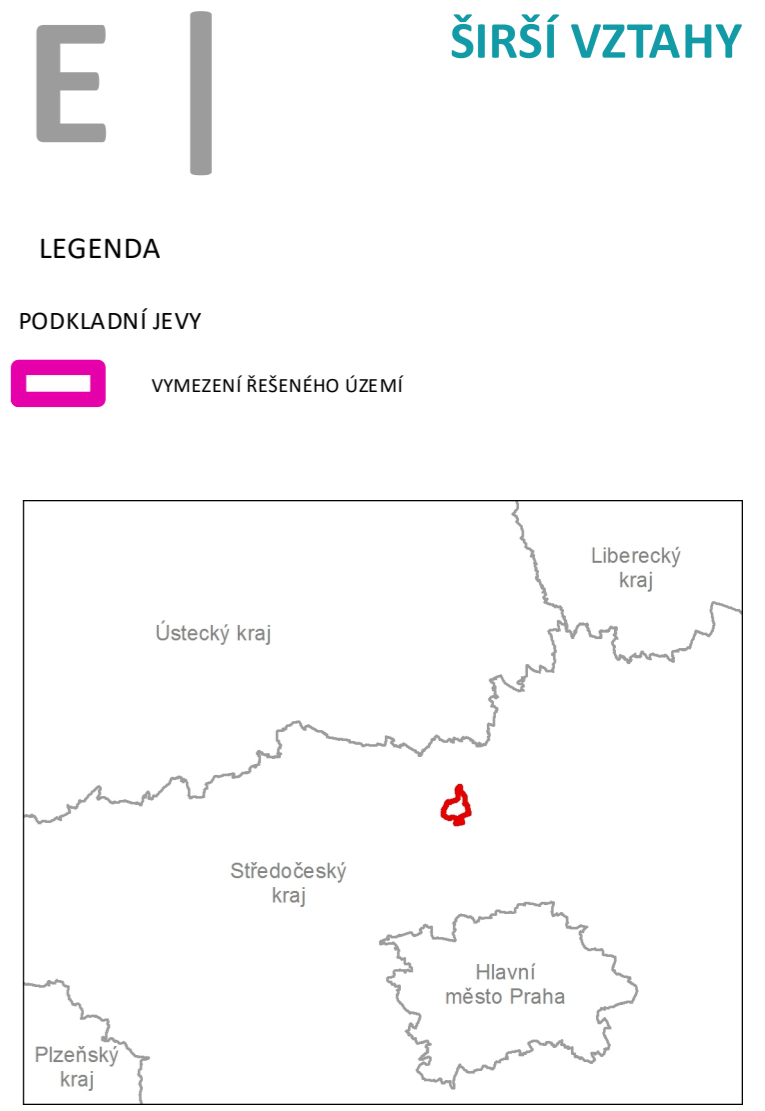 E |
ŠIRŠÍ VZTAHY
LEGENDA
PODKLADNÍ JEVY
VYMEZENÍ ŘEŠENÉHO ÚZEMÍ
Liberecký
kraj
Ústecký kraj
Středočeský
kraj
Hlavní
město Praha
Plzeňský
kraj